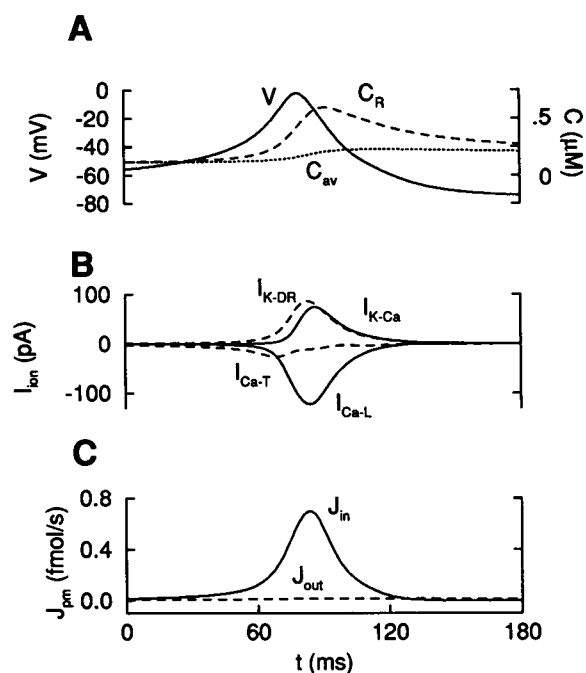 A
V (mV)
0
-20
-40
-60
-80
V
C_R
C_av
.5
0
C (μM)
B
I_ion (pA)
100
0
-100
I_K-DR
I_K-Ca
I_Ca-T
I_Ca-L
C
J_pm (fmol/s)
0.8
0.4
0.0
J_in
J_out
0 60 120 180
t (ms)